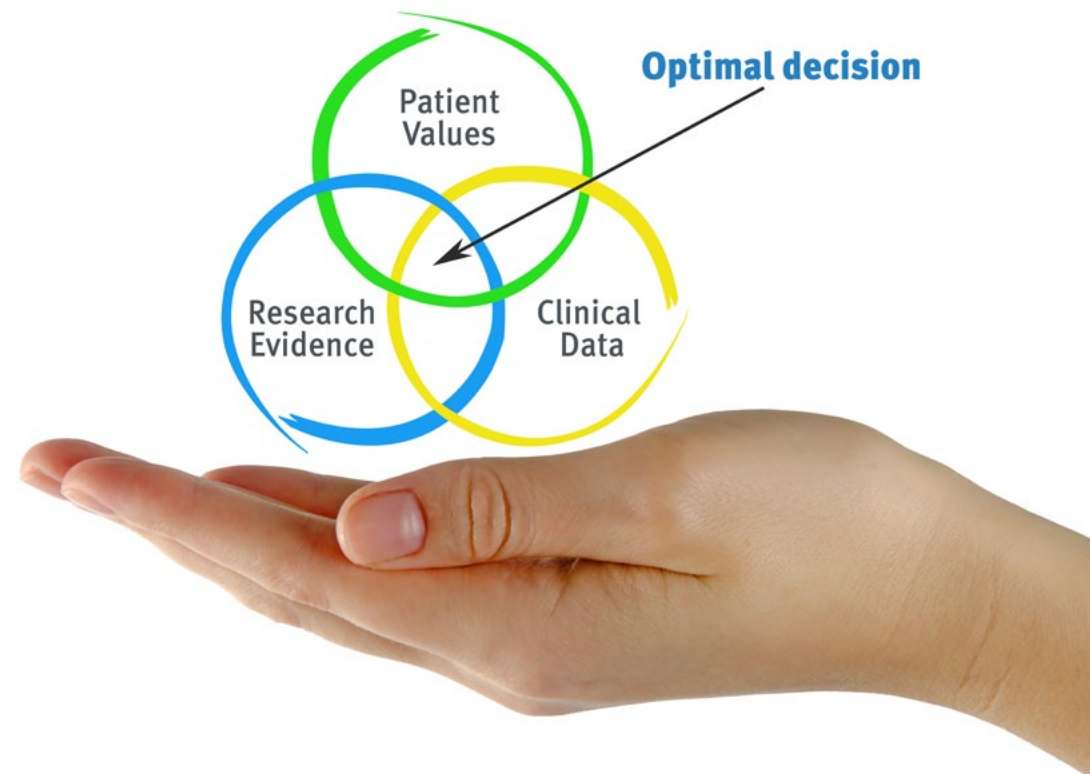 Optimal decision
Patient
Values
Research
Evidence
Clinical
Data